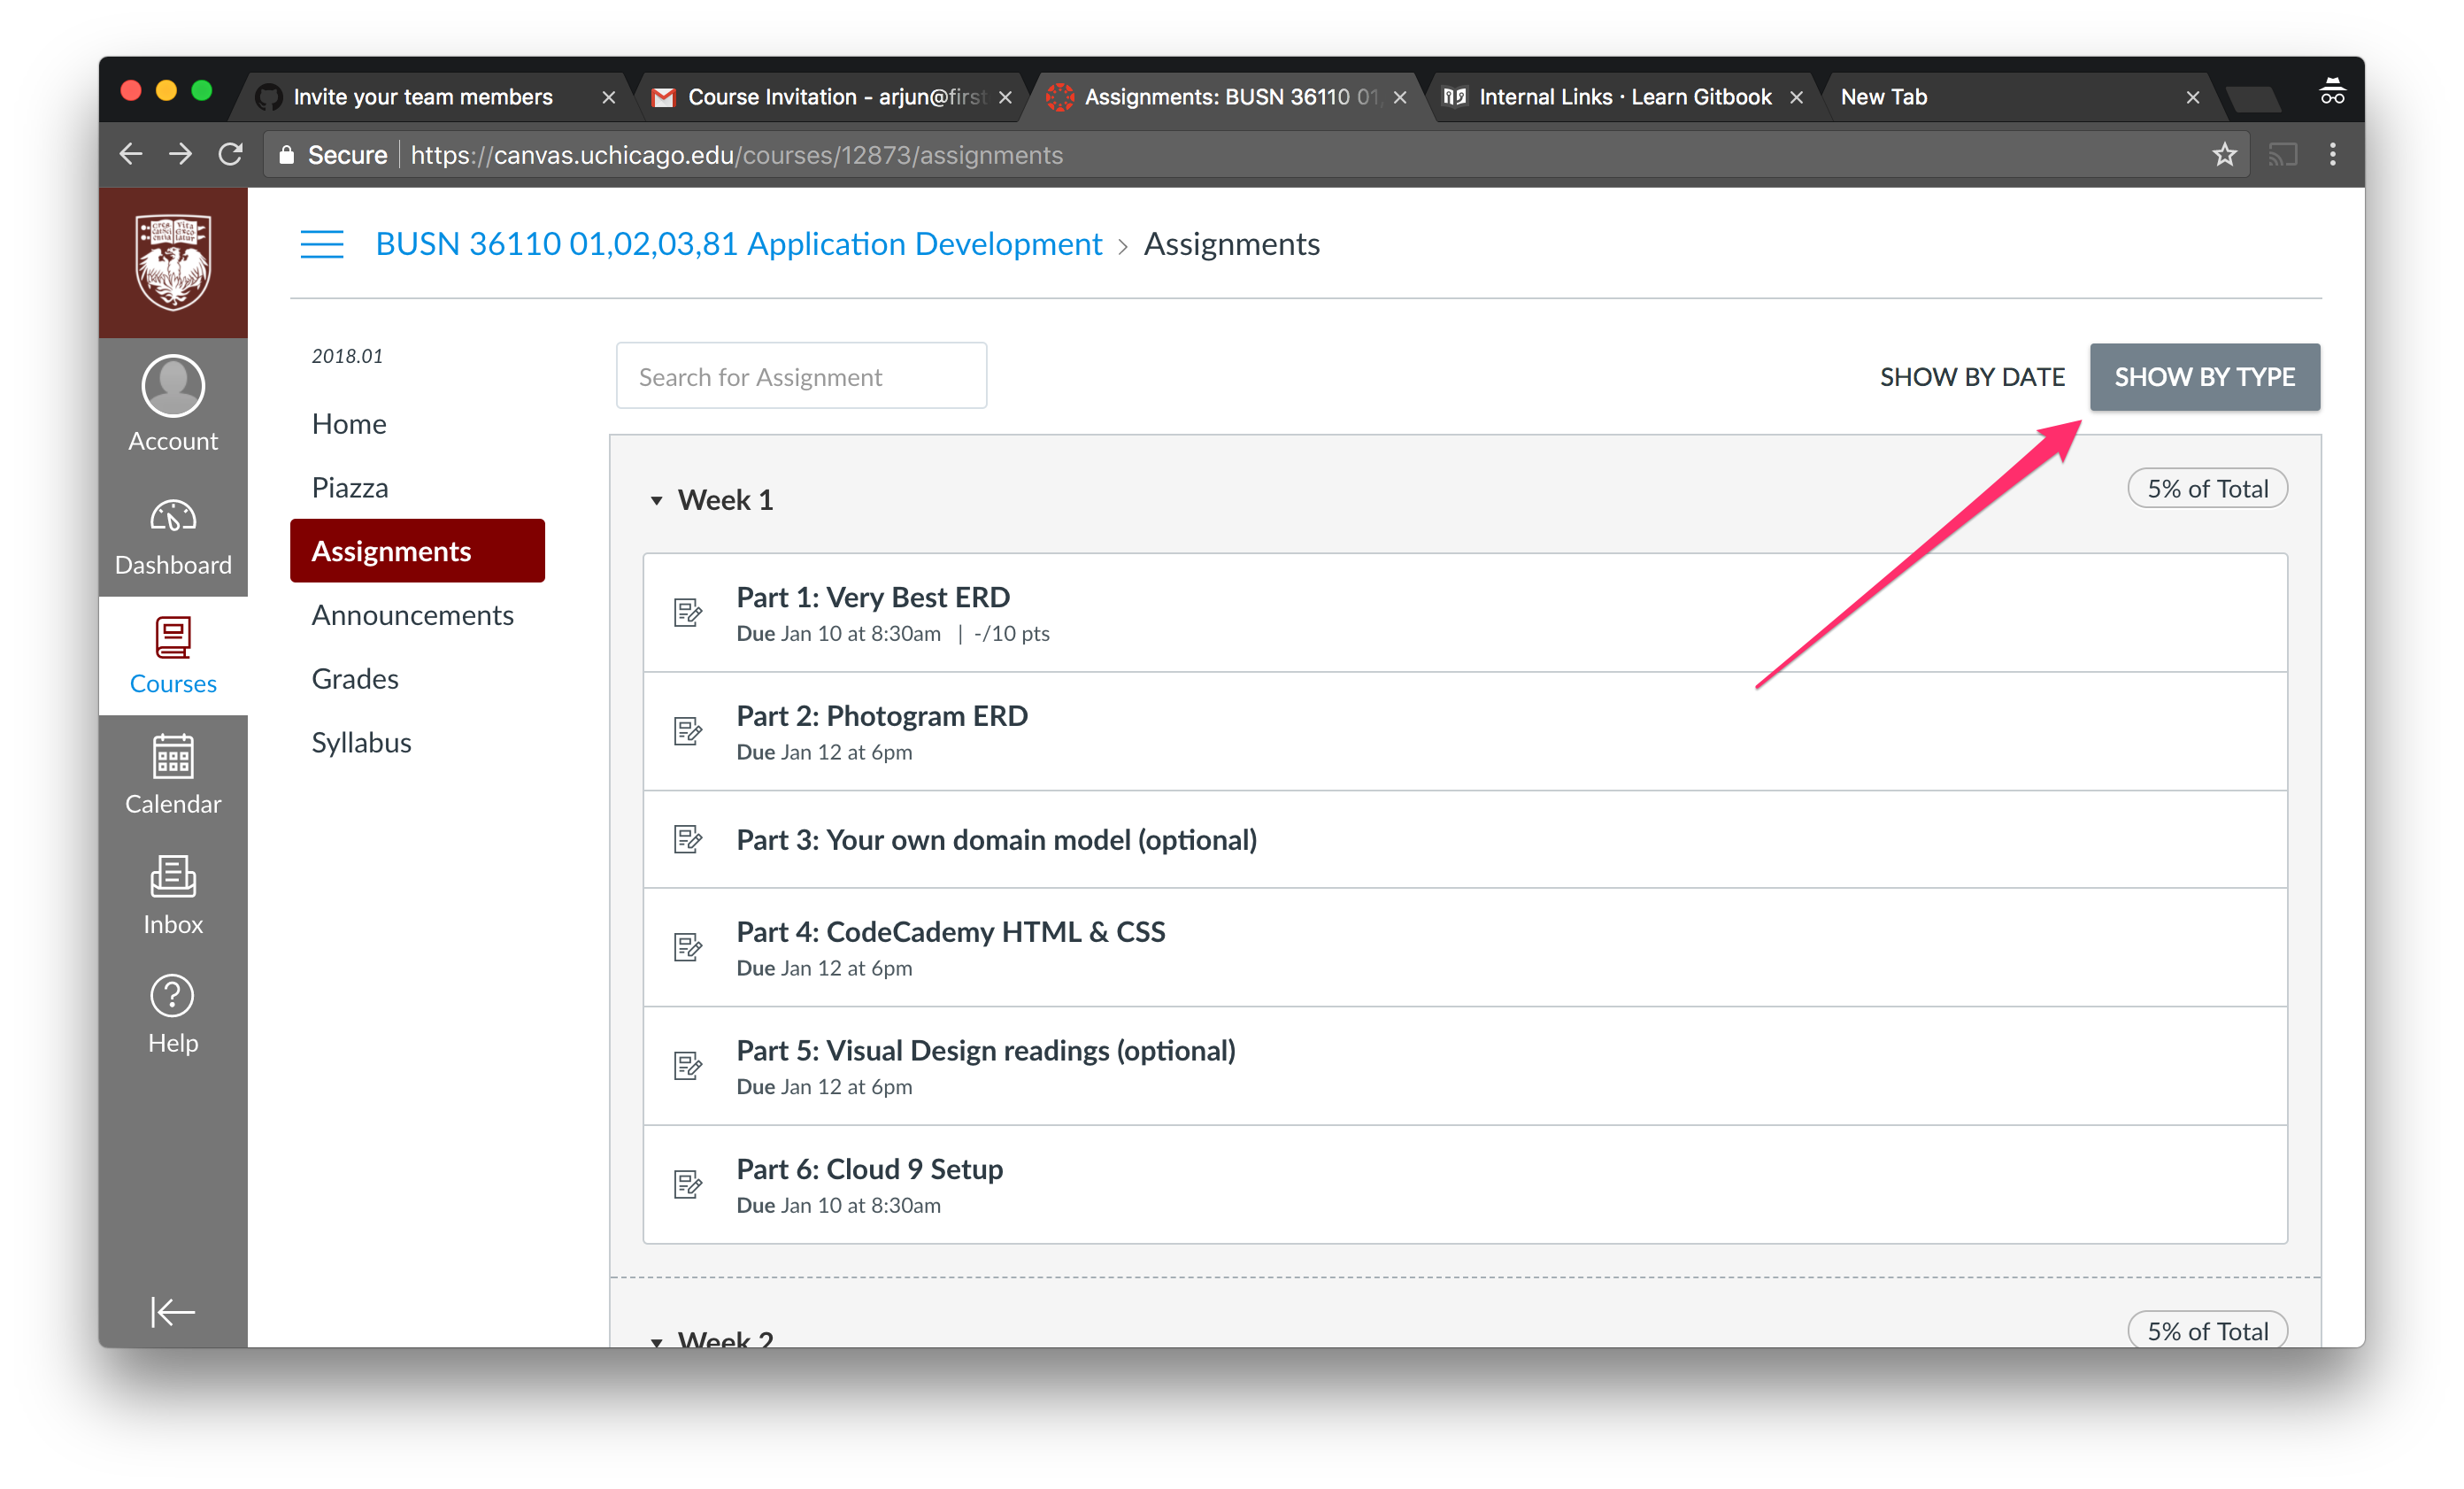 Invite your team members
Course Invitation - arjun@first
Assignments: BUSN 36110 01,
Internal Links · Learn Gitbook
New Tab
Secure
https://canvas.uchicago.edu/courses/12873/assignments
BUSN 36110 01,02,03,81 Application Development > Assignments
Account
Dashboard
Courses
Calendar
Inbox
Help
2018.01
Home
Piazza
Assignments
Announcements
Grades
Syllabus
Search for Assignment
SHOW BY DATE
SHOW BY TYPE
Week 1
5% of Total
Part 1: Very Best ERD
Due Jan 10 at 8:30am | -/10 pts
Part 2: Photogram ERD
Due Jan 12 at 6pm
Part 3: Your own domain model (optional)
Part 4: CodeCademy HTML & CSS
Due Jan 12 at 6pm
Part 5: Visual Design readings (optional)
Due Jan 12 at 6pm
Part 6: Cloud 9 Setup
Due Jan 10 at 8:30am
Week 2
5% of Total